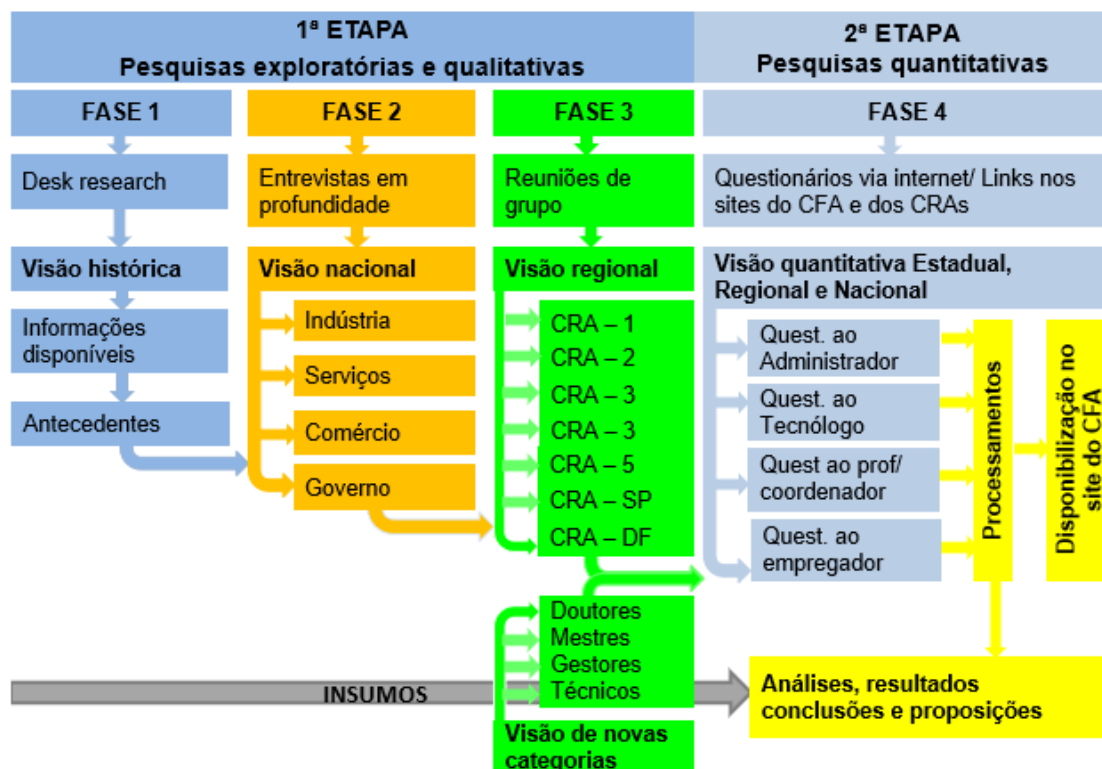 1ª ETAPA
Pesquisas exploratórias e qualitativas
2ª ETAPA
Pesquisas quantitativas
FASE 1
FASE 2
FASE 3
FASE 4
Desk research
Entrevistas em
profundidade
Reuniões de
grupo
Questionários via internet/ Links nos
sites do CFA e dos CRAs
Visão histórica
Visão nacional
Visão regional
Visão quantitativa Estadual,
Regional e Nacional
Informações
disponíveis
Antecedentes
Indústria
Serviços
Comércio
Governo
CRA – 1
CRA – 2
CRA – 3
CRA – 3
CRA – 5
CRA – SP
CRA – DF
Quest. ao
Administrador
Quest. ao
Tecnólogo
Quest ao prof/
coordenador
Quest. ao
empregador
Processamentos
Disponibilização no
site do CFA
Doutores
Mestres
Gestores
Técnicos
INSUMOS
Visão de novas
categorias
Análises, resultados
conclusões e proposições